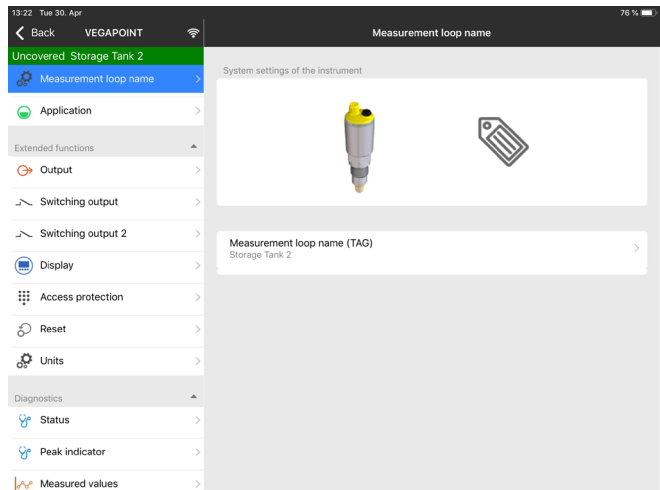 13:22 Tue 30. Apr
76 %
Back VEGAPOINT
Measurement loop name
Uncovered Storage Tank 2
Measurement loop name
Application
Extended functions
Output
Switching output
Switching output 2
Display
Access protection
Reset
Units
Diagnostics
Status
Peak indicator
Measured values
System settings of the instrument
Measurement loop name (TAG)
Storage Tank 2